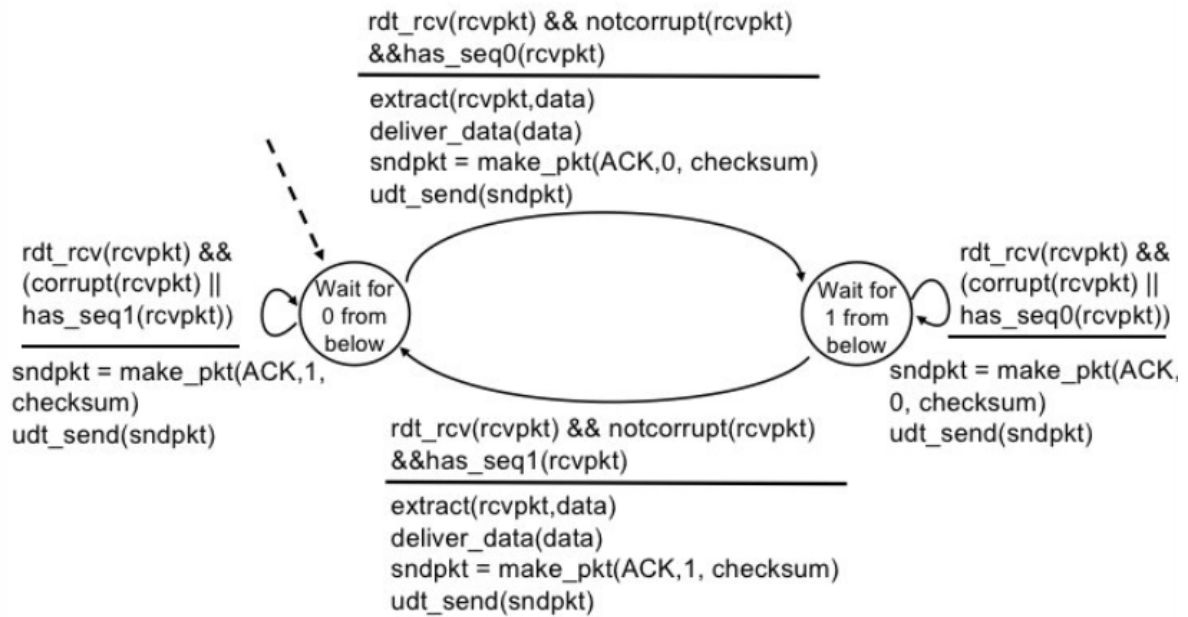 rdt_rcv(rcvpkt) && notcorrupt(rcvpkt)
&&has_seq0(rcvpkt)
extract(rcvpkt,data)
deliver_data(data)
sndpkt = make_pkt(ACK,0, checksum)
udt_send(sndpkt)
rdt_rcv(rcvpkt) &&
(corrupt(rcvpkt) ||
has_seq1(rcvpkt))
sndpkt = make_pkt(ACK,1,
checksum)
udt_send(sndpkt)
Wait for
0 from
below
Wait for
1 from
below
rdt_rcv(rcvpkt) &&
(corrupt(rcvpkt) ||
has_seq0(rcvpkt))
sndpkt = make_pkt(ACK,
0, checksum)
udt_send(sndpkt)
rdt_rcv(rcvpkt) && notcorrupt(rcvpkt)
&&has_seq1(rcvpkt)
extract(rcvpkt,data)
deliver_data(data)
sndpkt = make_pkt(ACK,1, checksum)
udt_send(sndpkt)